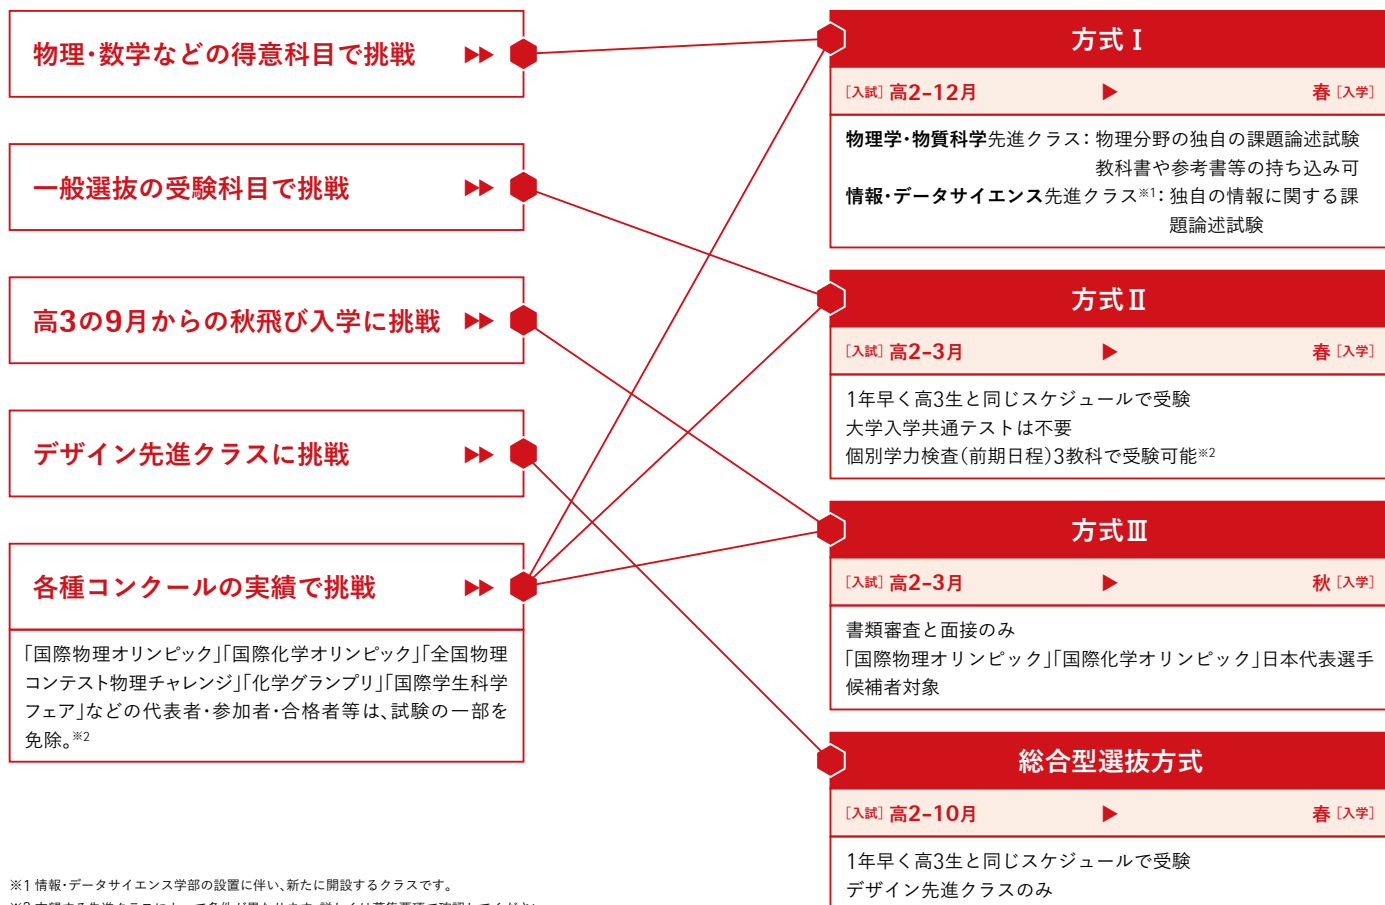 物理・数学などの得意科目で挑戦
一般選抜の受験科目で挑戦
高3の9月からの秋飛び入学に挑戦
デザイン先進クラスに挑戦
各種コンクールの実績で挑戦
「国際物理オリンピック」「国際化学オリンピック」「全国物理
コンテスト物理チャレンジ」「化学グランプリ」「国際学生科学
フェア」などの代表者・参加者・合格者等は、試験の一部を
免除。※2
方式Ⅰ
[入試] 高2-12月 ▶ 春 [入学]
物理学・物質科学先進クラス：物理分野の独自の課題論述試験
教科書や参考書等の持ち込み可
情報・データサイエンス先進クラス※1：独自の情報に関する課
題論述試験
方式Ⅱ
[入試] 高2-3月 ▶ 春 [入学]
1年早く高3生と同じスケジュールで受験
大学入学共通テストは不要
個別学力検査(前期日程)3教科で受験可能※2
方式Ⅲ
[入試] 高2-3月 ▶ 秋 [入学]
書類審査と面接のみ
「国際物理オリンピック」「国際化学オリンピック」日本代表選手
候補者対象
総合型選抜方式
[入試] 高2-10月 ▶ 春 [入学]
1年早く高3生と同じスケジュールで受験
デザイン先進クラスのみ
※1 情報・データサイエンス学部の設置に伴い、新たに開設するクラスです。